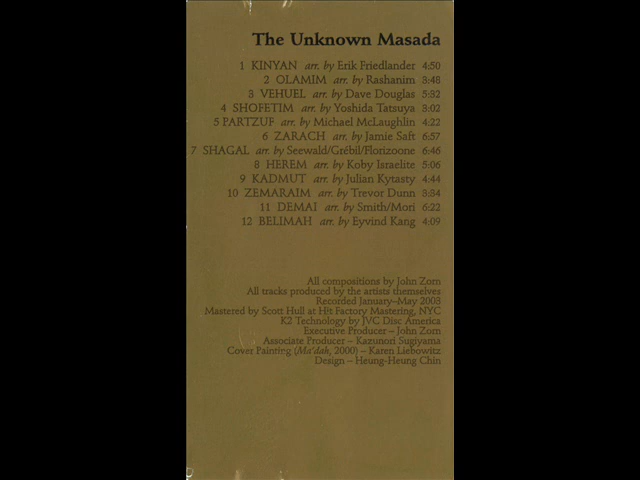 The Unknown Masada
1 KINYAN arr. by Erik Friedlander 4:50
2 OLAMIM arr. by Rashanim 3:48
3 VEHUEL arr. by Dave Douglas 5:32
4 SHOFETIM arr. by Yoshida Tatsuya 3:02
5 PARTZUF arr. by Michael McLaughlin 4:22
6 ZARACH arr. by Jamie Saft 6:57
7 SHAGAL arr. by Seewald/Grébil/Florizoone 6:46
8 HEREM arr. by Koby Israelite 5:06
9 KADMUT arr. by Julian Kytasty 4:44
10 ZEMARAIM arr. by Trevor Dunn 3:34
11 DEMAI arr. by Smith/Mori 6:22
12 BELIMAH arr. by Eyvind Kang 4:09
All compositions by John Zorn
All tracks produced by the artists themselves
Recorded January–May 2003
Mastered by Scott Hull at Hit Factory Mastering, NYC
K2 Technology by JVC Disc America
Executive Producer – John Zorn
Associate Producer – Kazunori Sugiyama
Cover Painting (Ma'dah, 2000) – Karen Liebowitz
Design – Heung-Heung Chin